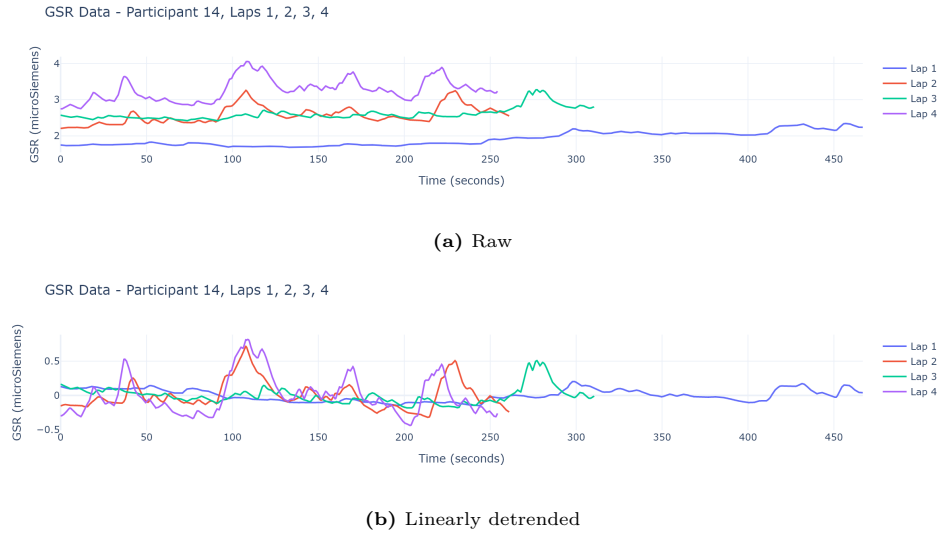 GSR Data - Participant 14, Laps 1, 2, 3, 4
GSR (microSiemens)
4
3
2
0 50 100 150 200 250 300 350 400 450
Time (seconds)
Lap 1
Lap 2
Lap 3
Lap 4
(a) Raw
GSR Data - Participant 14, Laps 1, 2, 3, 4
GSR (microSiemens)
0.5
0
−0.5
0 50 100 150 200 250 300 350 400 450
Time (seconds)
Lap 1
Lap 2
Lap 3
Lap 4
(b) Linearly detrended